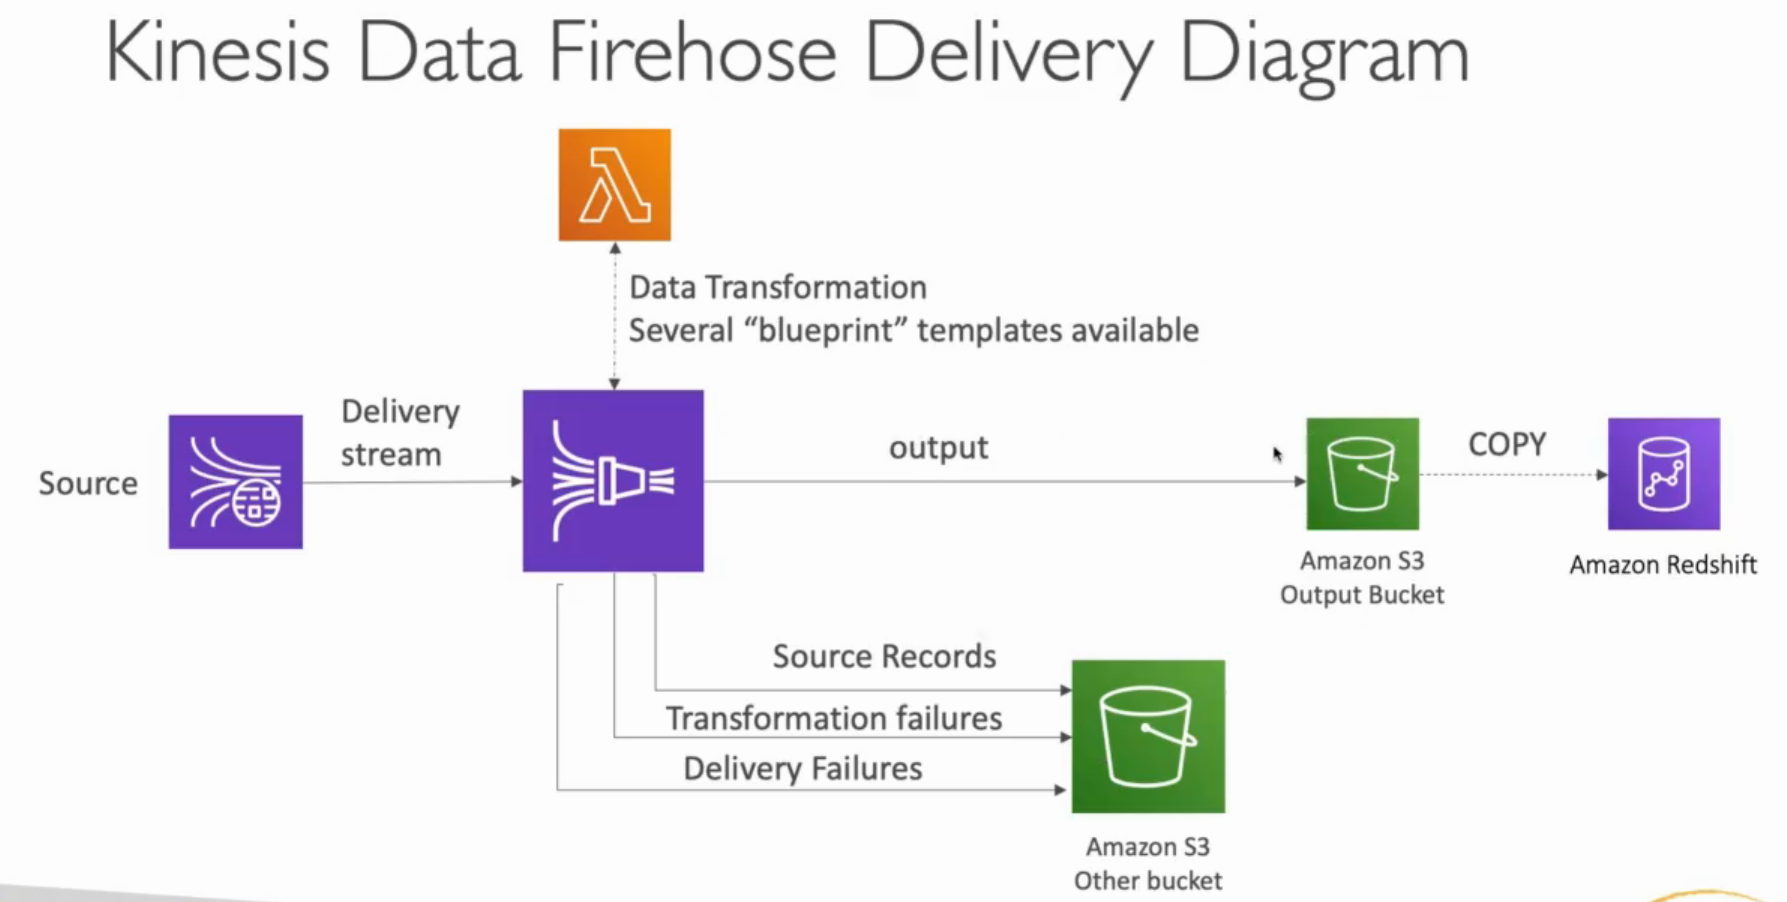 Kinesis Data Firehose Delivery Diagram
Data Transformation
Several “blueprint” templates available
Source
Delivery
stream
output
COPY
Amazon S3
Output Bucket
Amazon Redshift
Source Records
Transformation failures
Delivery Failures
Amazon S3
Other bucket